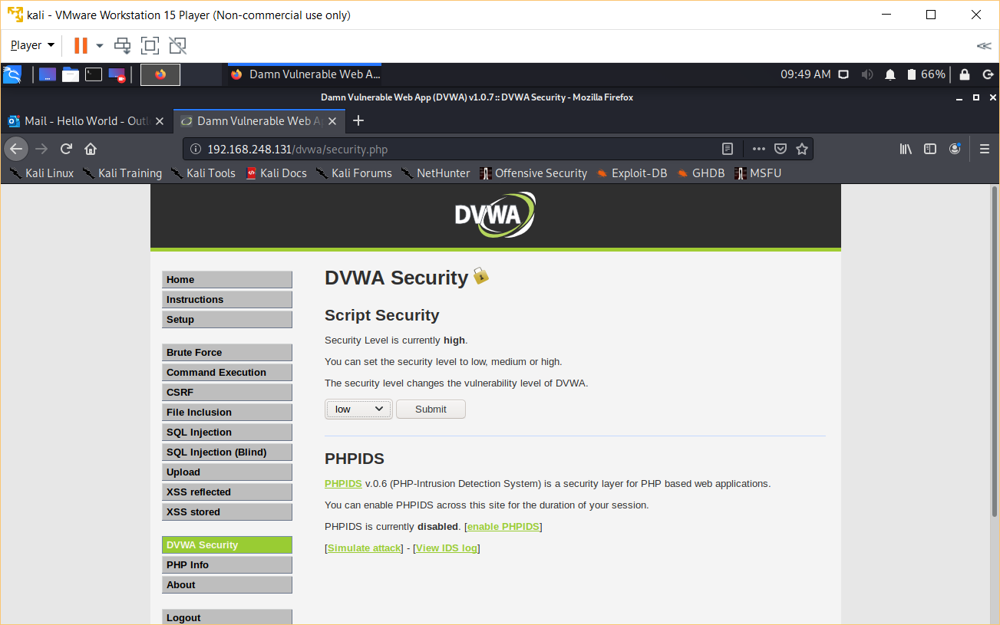 kali - VMware Workstation 15 Player (Non-commercial use only)
Player
Damn Vulnerable Web A...
09:49 AM
66%
Damn Vulnerable Web App (DVWA) v1.0.7 :: DVWA Security - Mozilla Firefox
Mail - Hello World - Outl
Damn Vulnerable Web Ap
192.168.248.131/dvwa/security.php
Kali Linux
Kali Training
Kali Tools
Kali Docs
Kali Forums
NetHunter
Offensive Security
Exploit-DB
GHDB
MSFU
DVWA
Home
Instructions
Setup
Brute Force
Command Execution
CSRF
File Inclusion
SQL Injection
SQL Injection (Blind)
Upload
XSS reflected
XSS stored
DVWA Security
PHP Info
About
Logout
DVWA Security
Script Security
Security Level is currently high.
You can set the security level to low, medium or high.
The security level changes the vulnerability level of DVWA.
low
Submit
PHPIDS
PHPIDS v.0.6 (PHP-Intrusion Detection System) is a security layer for PHP based web applications.
You can enable PHPIDS across this site for the duration of your session.
PHPIDS is currently disabled. [enable PHPIDS]
[Simulate attack] - [View IDS log]